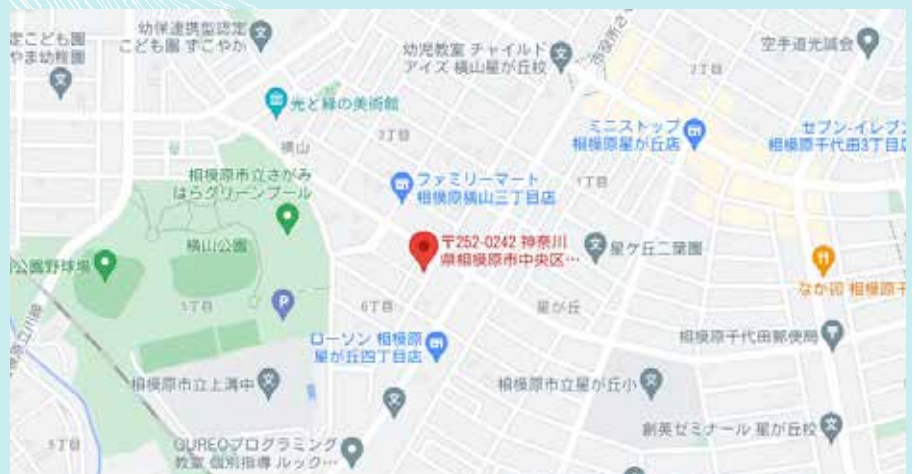 幼保連携型認定
こども園 すこやか
定こども園
やま幼稚園
幼児教室 チャイルド
アイズ 横山星が丘校
市役所さく
空手道光誠会
2丁目
光と緑の美術館
ミニストップ
相模原星が丘店
セブン-イレブン
相模原千代田3丁目店
3丁目
横山
相模原市立さがみ
はらグリーンプール
ファミリーマート
相模原横山三丁目店
1丁目
横山公園
〒252-0242 神奈川
県相模原市中央区…
星ケ丘二葉園
公園野球場
なか卯 相模原千
P
5丁目
6丁目
星が丘
ローソン 相模原
星が丘四丁目店
相模原千代田郵便局
相模原市立上溝中
相模原市立星が丘小
創英ゼミナール 星が丘校
5丁目
QUREOプログラミング
教室 個別指導 ルック…